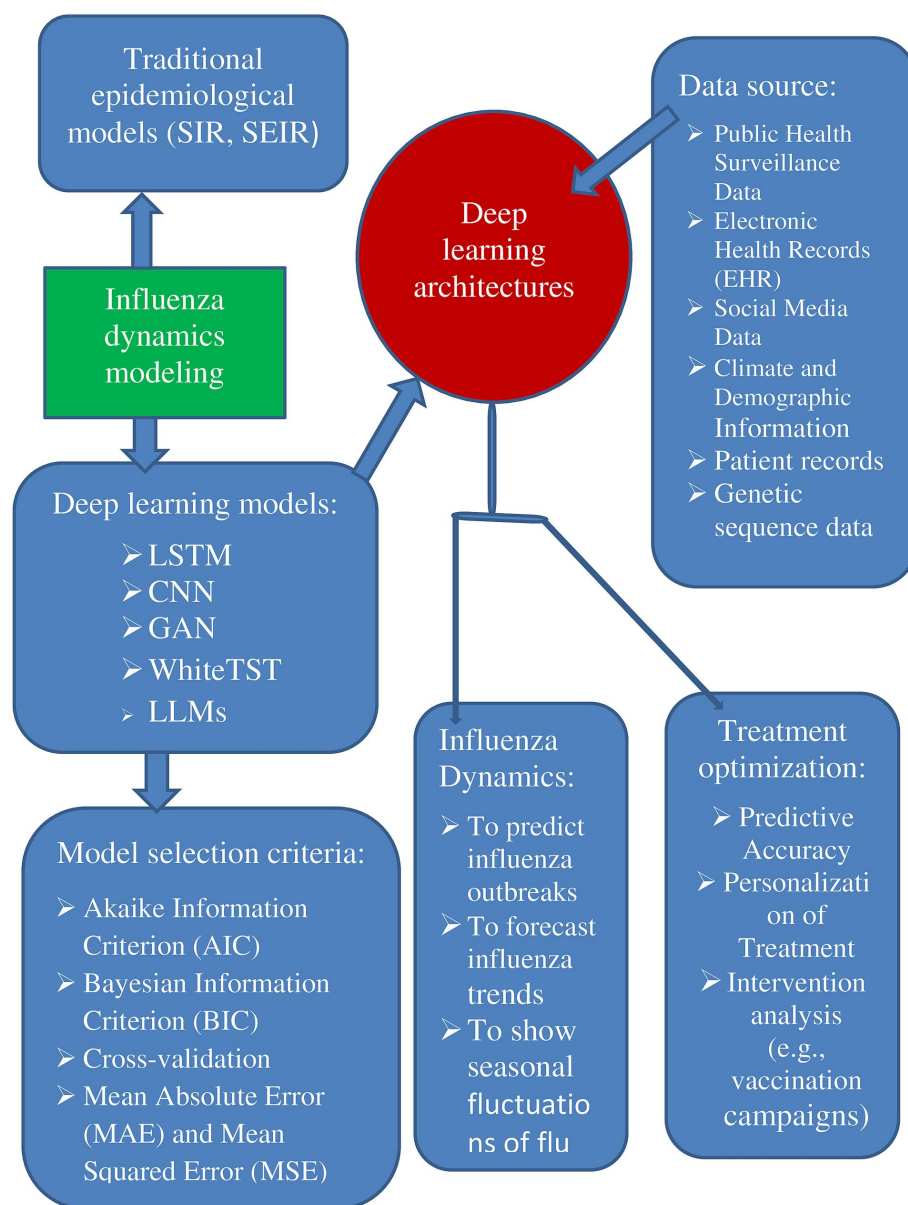 Traditional
epidemiological
models (SIR, SEIR)
Influenza
dynamics
modeling
Deep
learning
architectures
Data source:
➢ Public Health
Surveillance
Data
➢ Electronic
Health Records
(EHR)
➢ Social Media
Data
➢ Climate and
Demographic
Information
➢ Patient records
➢ Genetic
sequence data
Deep learning models:
➢ LSTM
➢ CNN
➢ GAN
➢ WhiteTST
➢ LLMs
Model selection criteria:
➢ Akaike Information
Criterion (AIC)
➢ Bayesian Information
Criterion (BIC)
➢ Cross-validation
➢ Mean Absolute Error
(MAE) and Mean
Squared Error (MSE)
Influenza
Dynamics:
➢ To predict
influenza
outbreaks
➢ To forecast
influenza
trends
➢ To show
seasonal
fluctuatio
ns of flu
Treatment
optimization:
➢ Predictive
Accuracy
➢ Personalizati
on of
Treatment
➢ Intervention
analysis
(e.g.,
vaccination
campaigns)